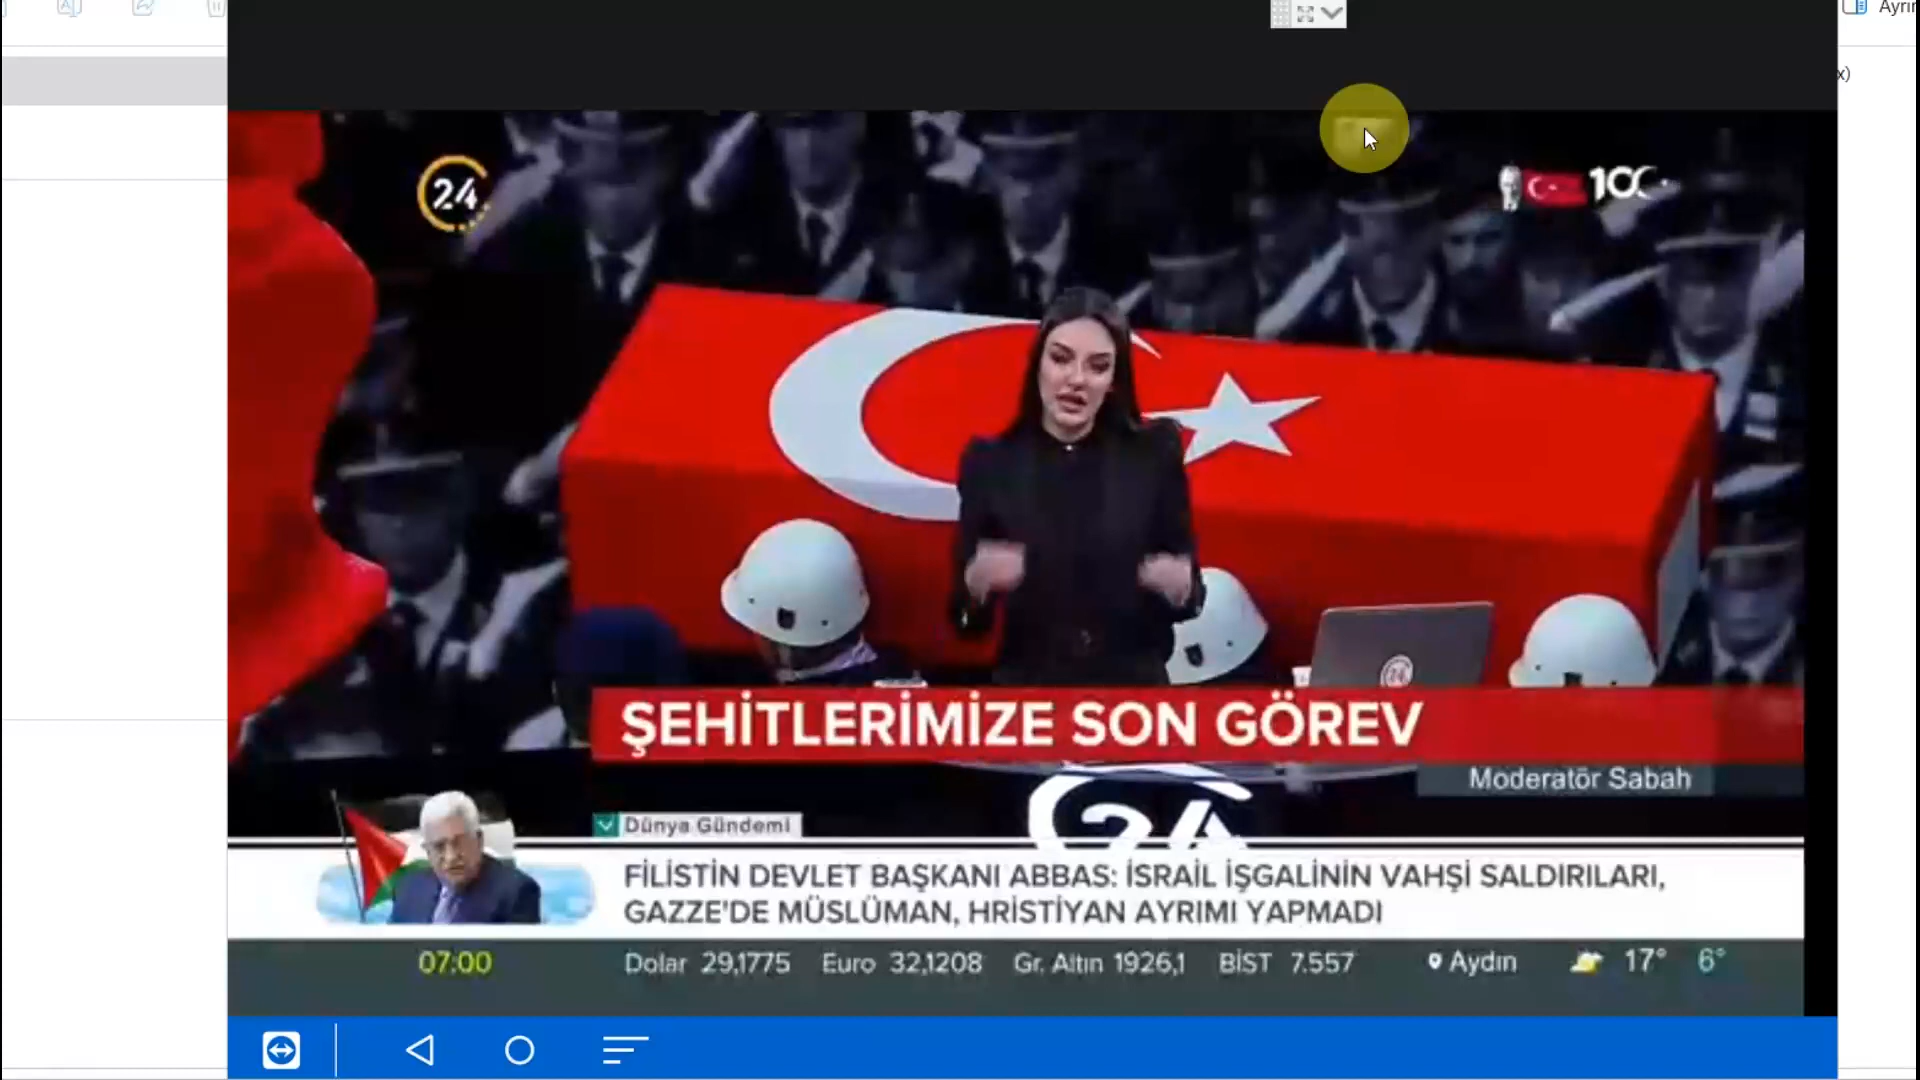 Ayrın
x)
24
100
ŞEHİTLERİMİZE SON GÖREV
Moderatör Sabah
Dünya Gündemi
24
FİLİSTİN DEVLET BAŞKANI ABBAS: İSRAİL İŞGALİNİN VAHŞİ SALDIRILARI,
GAZZE'DE MÜSLÜMAN, HRİSTİYAN AYRIMI YAPMADI
07:00 Dolar 29,1775 Euro 32,1208 Gr. Altın 1926,1 BİST 7.557 Aydın 17° 6°